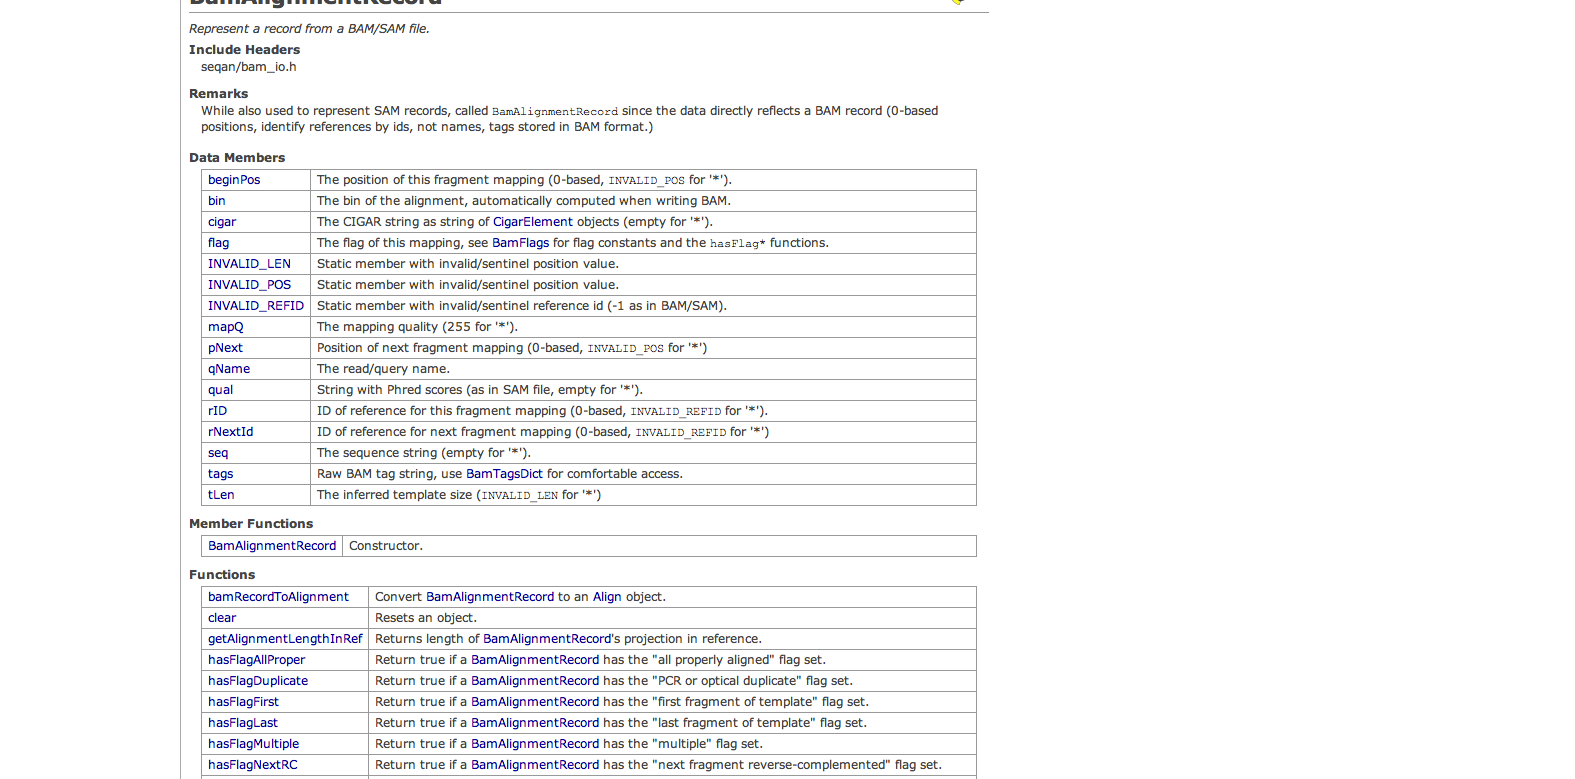 BamAlignmentRecord
Represent a record from a BAM/SAM file.
Include Headers
seqan/bam_io.h
Remarks
While also used to represent SAM records, called BamAlignmentRecord since the data directly reflects a BAM record (0-based
positions, identify references by ids, not names, tags stored in BAM format.)
Data Members
beginPos The position of this fragment mapping (0-based, INVALID_POS for '*').
bin The bin of the alignment, automatically computed when writing BAM.
cigar The CIGAR string as string of CigarElement objects (empty for '*').
flag The flag of this mapping, see BamFlags for flag constants and the hasFlag* functions.
INVALID_LEN Static member with invalid/sentinel position value.
INVALID_POS Static member with invalid/sentinel position value.
INVALID_REFID Static member with invalid/sentinel reference id (-1 as in BAM/SAM).
mapQ The mapping quality (255 for '*').
pNext Position of next fragment mapping (0-based, INVALID_POS for '*')
qName The read/query name.
qual String with Phred scores (as in SAM file, empty for '*').
rID ID of reference for this fragment mapping (0-based, INVALID_REFID for '*').
rNextId ID of reference for next fragment mapping (0-based, INVALID_REFID for '*')
seq The sequence string (empty for '*').
tags Raw BAM tag string, use BamTagsDict for comfortable access.
tLen The inferred template size (INVALID_LEN for '*')
Member Functions
BamAlignmentRecord Constructor.
Functions
bamRecordToAlignment Convert BamAlignmentRecord to an Align object.
clear Resets an object.
getAlignmentLengthInRef Returns length of BamAlignmentRecord's projection in reference.
hasFlagAllProper Return true if a BamAlignmentRecord has the "all properly aligned" flag set.
hasFlagDuplicate Return true if a BamAlignmentRecord has the "PCR or optical duplicate" flag set.
hasFlagFirst Return true if a BamAlignmentRecord has the "first fragment of template" flag set.
hasFlagLast Return true if a BamAlignmentRecord has the "last fragment of template" flag set.
hasFlagMultiple Return true if a BamAlignmentRecord has the "multiple" flag set.
hasFlagNextRC Return true if a BamAlignmentRecord has the "next fragment reverse-complemented" flag set.